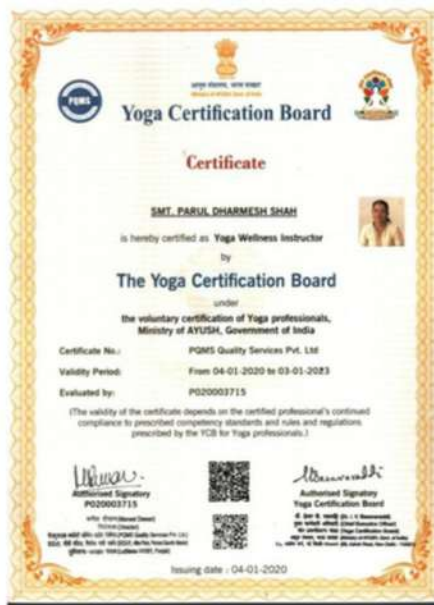 Yoga Certification Board
PQMS
Certificate
SMT. PARUL DHARMESH SHAH
is hereby certified as Yoga Wellness Instructor
by
The Yoga Certification Board
under
the voluntary certification of Yoga professionals,
Ministry of AYUSH, Government of India
Certificate No.: PQMS Quality Services Pvt. Ltd
Validity Period: From 04-01-2020 to 03-01-2023
Evaluated by: P020003715
(The validity of the certificate depends on the certified professional's continued
compliance to prescribed competency standards and rules and regulations
prescribed by the YCB for Yoga professionals.)
Authorised Signatory
P020003715
Authorised Signatory
Yoga Certification Board
Issuing date : 04-01-2020